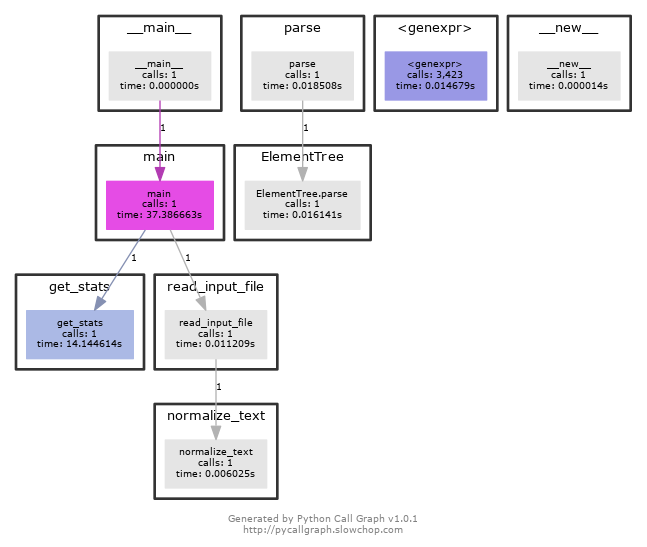 __main__
__main__
calls: 1
time: 0.000000s
parse
parse
calls: 1
time: 0.018508s
<genexpr>
<genexpr>
calls: 3,423
time: 0.014679s
__new__
__new__
calls: 1
time: 0.000014s
1
1
main
main
calls: 1
time: 37.386663s
ElementTree
ElementTree.parse
calls: 1
time: 0.016141s
1
1
get_stats
get_stats
calls: 1
time: 14.144614s
read_input_file
read_input_file
calls: 1
time: 0.011209s
1
normalize_text
normalize_text
calls: 1
time: 0.006025s
Generated by Python Call Graph v1.0.1
http://pycallgraph.slowchop.com